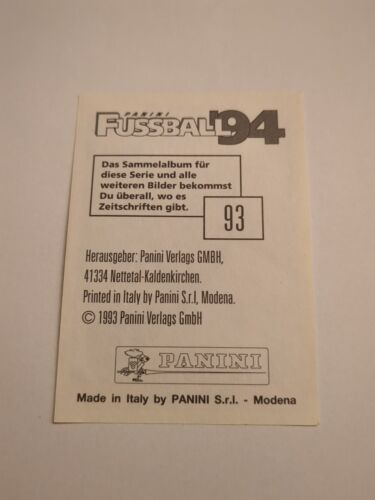 PANINI
FUSSBALL '94
Das Sammelalbum für
diese Serie und alle
weiteren Bilder bekommst
Du überall, wo es
Zeitschriften gibt.
93
Herausgeber: Panini Verlags GMBH,
41334 Nettetal-Kaldenkirchen.
Printed in Italy by Panini S.r.l, Modena.
© 1993 Panini Verlags GmbH
PANINI
Made in Italy by PANINI S.r.l. - Modena